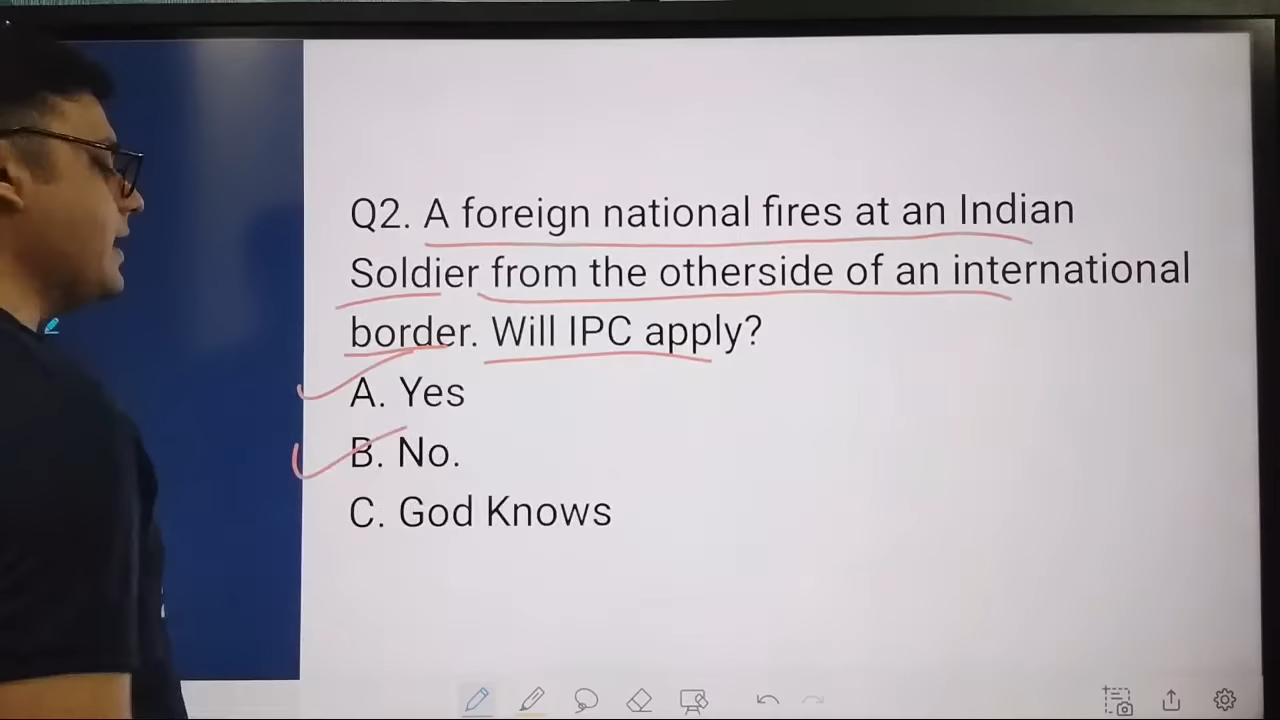 Q2. A foreign national fires at an Indian
Soldier from the otherside of an international
border. Will IPC apply?
A. Yes
B. No.
C. God Knows